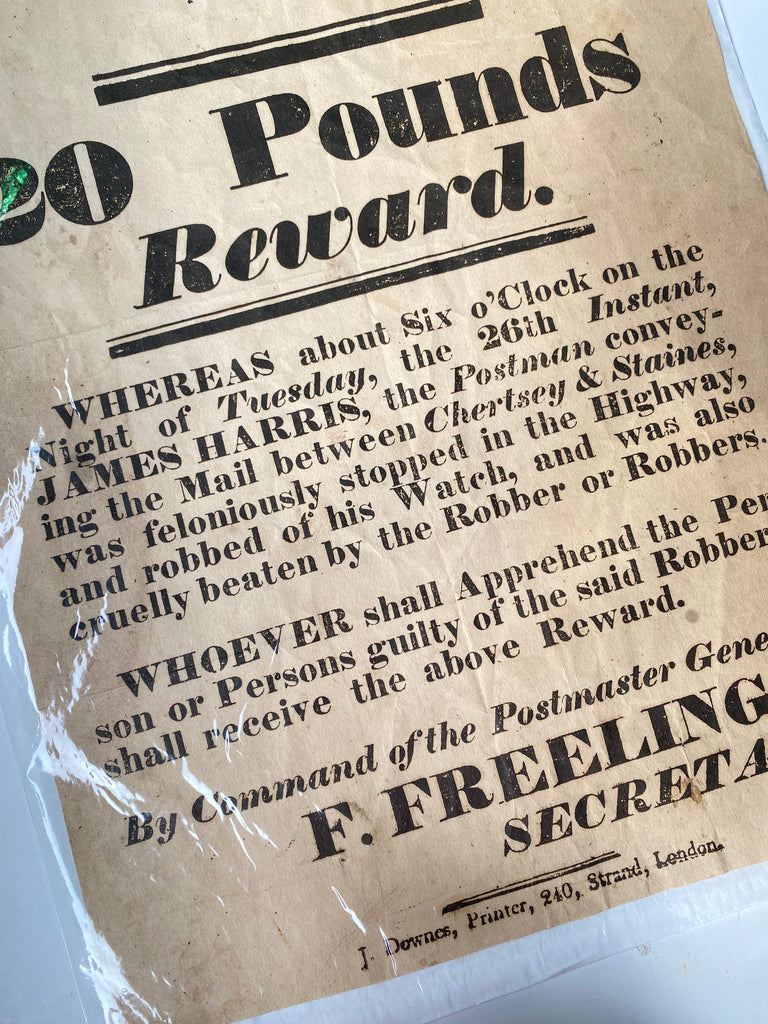 20 Pounds
Reward.
WHEREAS about Six o'Clock on the
Night of Tuesday, the 26th Instant,
JAMES HARRIS, the Postman convey-
ing the Mail between Chertsey & Staines,
was feloniously stopped in the Highway,
and robbed of his Watch, and was also
cruelly beaten by the Robber or Robbers.
WHOEVER shall Apprehend the Per
son or Persons guilty of the said Robber
shall receive the above Reward.
By Command of the Postmaster Gene
F. FREELING
SECRETA
J. Downes, Printer, 240, Strand, London.